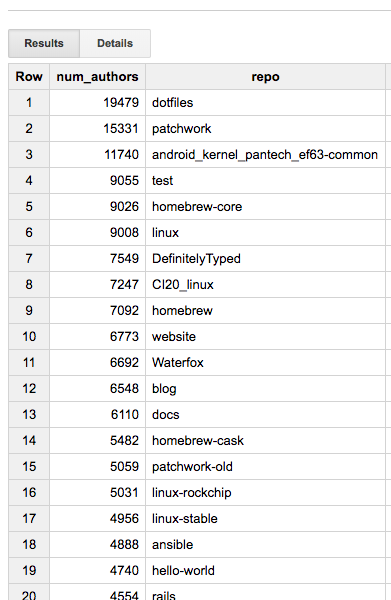 Results Details
Row num_authors repo
1 19479 dotfiles
2 15331 patchwork
3 11740 android_kernel_pantech_ef63-common
4 9055 test
5 9026 homebrew-core
6 9008 linux
7 7549 DefinitelyTyped
8 7247 CI20_linux
9 7092 homebrew
10 6773 website
11 6692 Waterfox
12 6548 blog
13 6110 docs
14 5482 homebrew-cask
15 5059 patchwork-old
16 5031 linux-rockchip
17 4956 linux-stable
18 4888 ansible
19 4740 hello-world
20 4554 rails